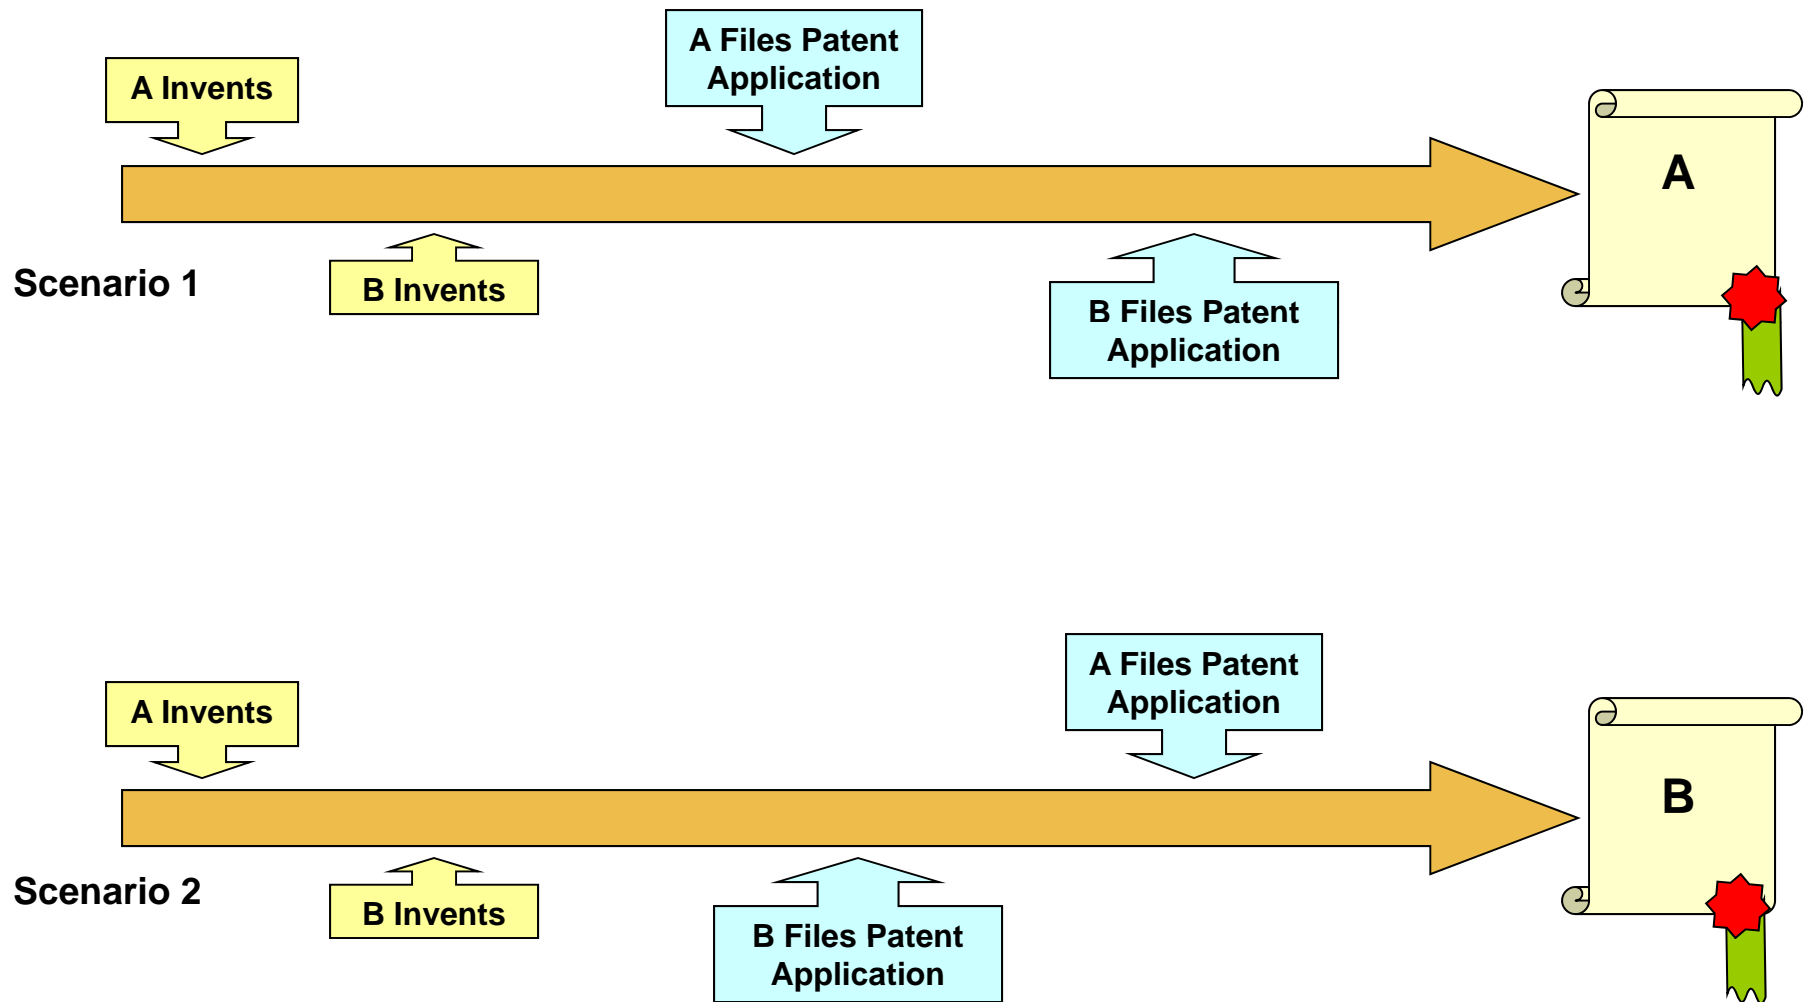 A Files Patent
Application
A Invents
A
Scenario 1
B Invents
B Files Patent
Application
A Files Patent
Application
A Invents
B
Scenario 2
B Invents
B Files Patent
Application